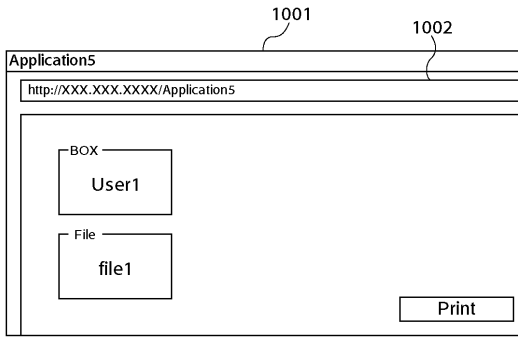 1001
1002
Application5
http://XXX.XXX.XXXX/Application5
BOX
User1
File
file1
Print